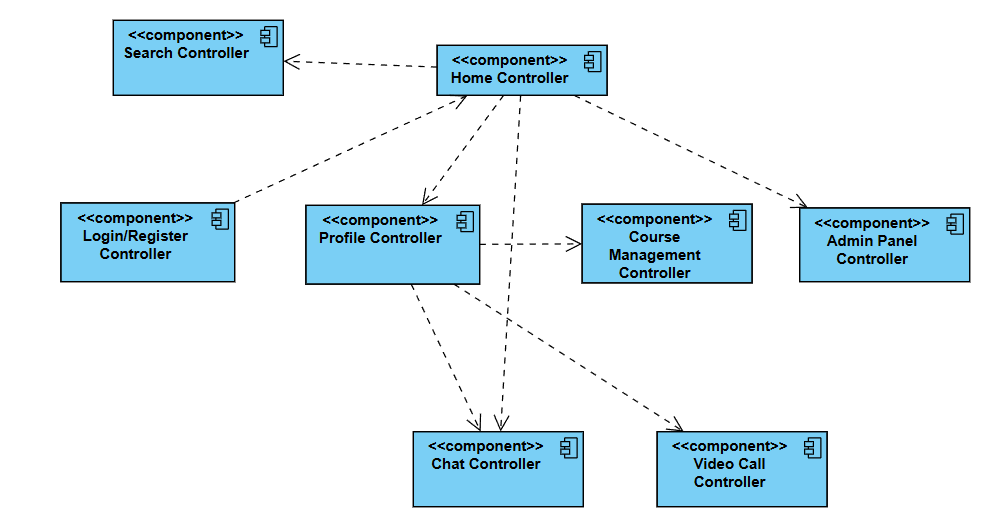 <<component>>
Search Controller
<<component>>
Home Controller
<<component>>
Login/Register
Controller
<<component>>
Profile Controller
<<component>>
Course
Management
Controller
<<component>>
Admin Panel
Controller
<<component>>
Chat Controller
<<component>>
Video Call
Controller